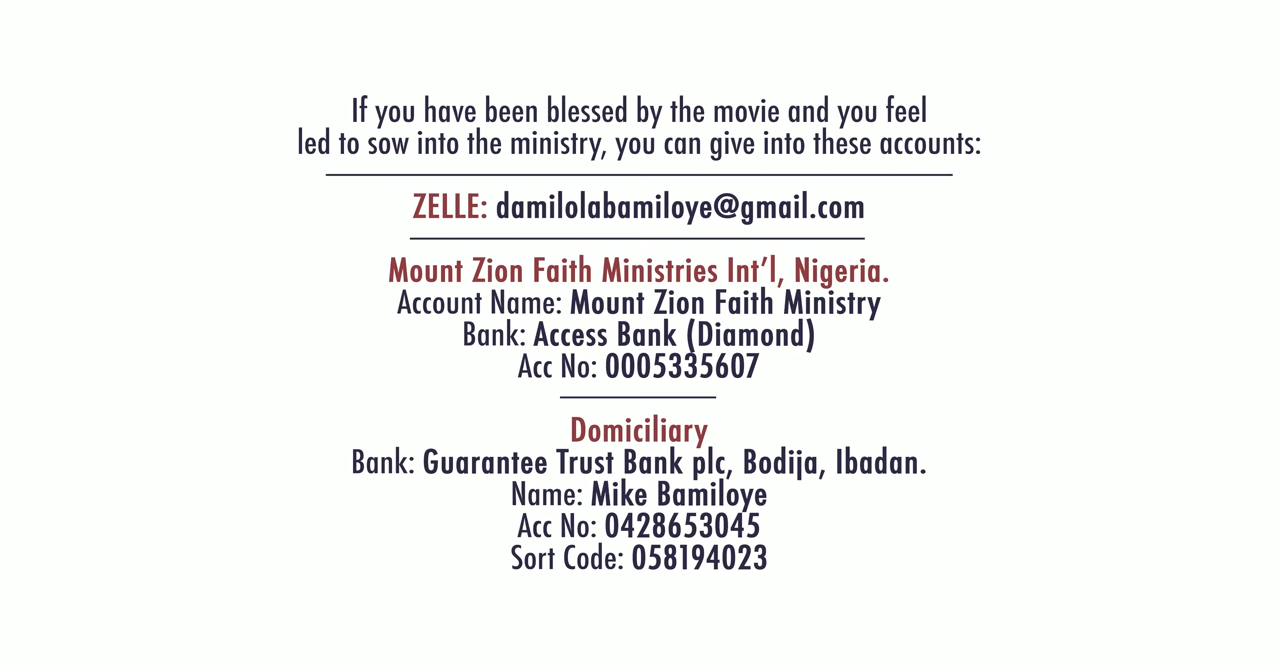 If you have been blessed by the movie and you feel
led to sow into the ministry, you can give into these accounts:
ZELLE: damilolabamiloye@gmail.com
Mount Zion Faith Ministries Int'l, Nigeria.
Account Name: Mount Zion Faith Ministry
Bank: Access Bank (Diamond)
Acc No: 0005335607
Domiciliary
Bank: Guarantee Trust Bank plc, Bodija, Ibadan.
Name: Mike Bamiloye
Acc No: 0428653045
Sort Code: 058194023